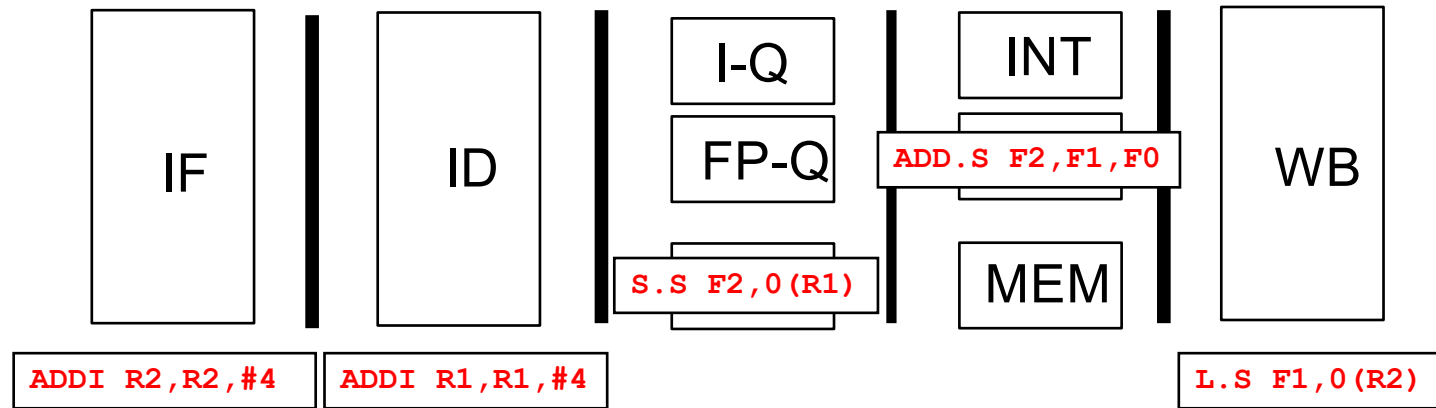 IF
ID
I-Q
FP-Q
S.S F2,0(R1)
INT
ADD.S F2,F1,F0
MEM
WB
ADDI R2,R2,#4
ADDI R1,R1,#4
L.S F1,0(R2)